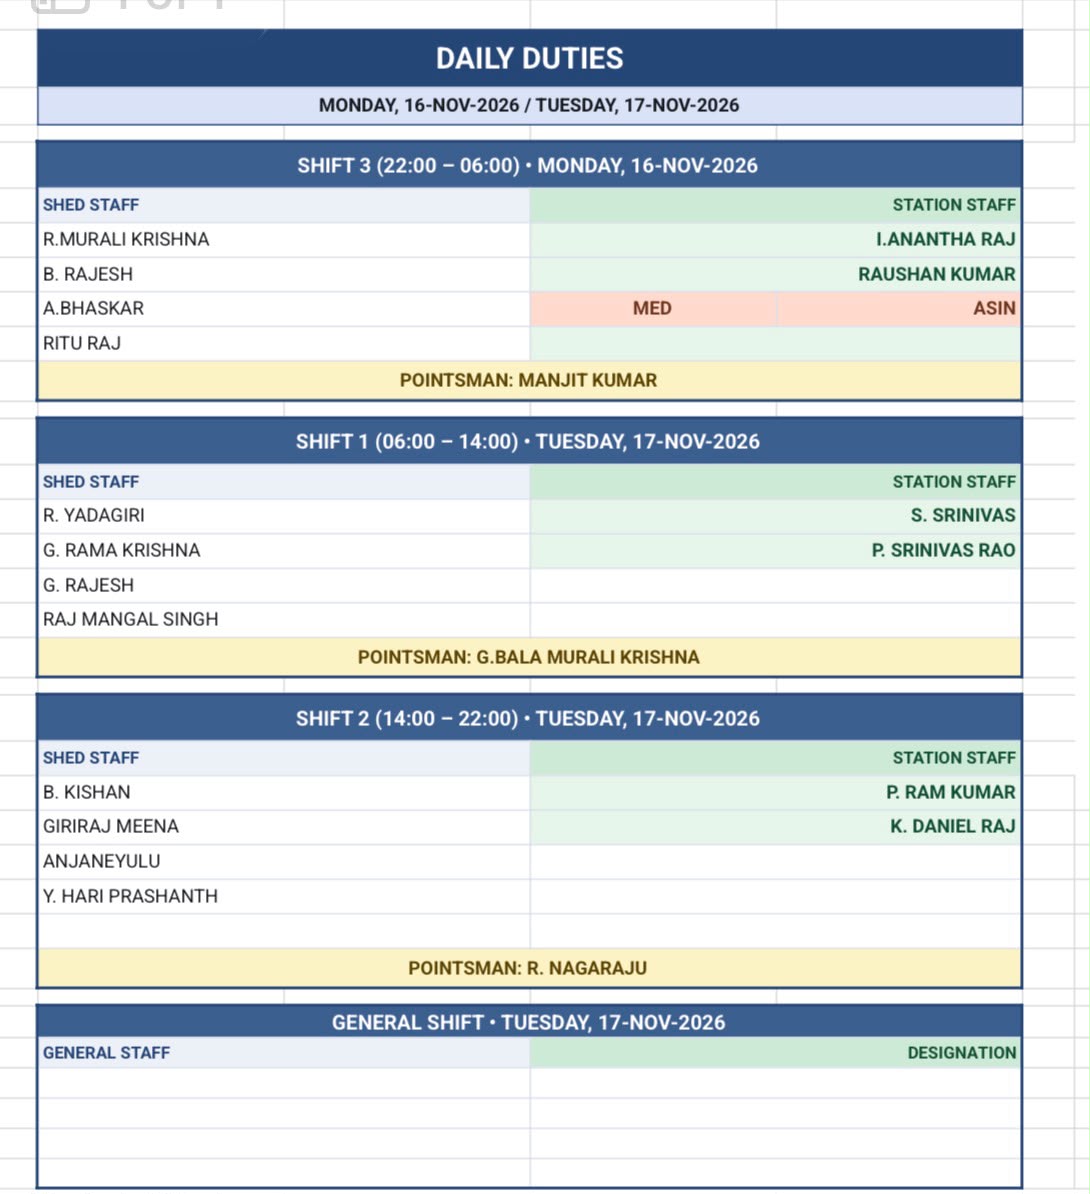 DAILY DUTIES
MONDAY, 16-NOV-2026 / TUESDAY, 17-NOV-2026
SHIFT 3 (22:00 – 06:00) • MONDAY, 16-NOV-2026
SHED STAFF STATION STAFF
R.MURALI KRISHNA I.ANANTHA RAJ
B. RAJESH RAUSHAN KUMAR
A.BHASKAR MED ASIN
RITU RAJ
POINTSMAN: MANJIT KUMAR
SHIFT 1 (06:00 – 14:00) • TUESDAY, 17-NOV-2026
SHED STAFF STATION STAFF
R. YADAGIRI S. SRINIVAS
G. RAMA KRISHNA P. SRINIVAS RAO
G. RAJESH
RAJ MANGAL SINGH
POINTSMAN: G.BALA MURALI KRISHNA
SHIFT 2 (14:00 – 22:00) • TUESDAY, 17-NOV-2026
SHED STAFF STATION STAFF
B. KISHAN P. RAM KUMAR
GIRIRAJ MEENA K. DANIEL RAJ
ANJANEYULU
Y. HARI PRASHANTH
POINTSMAN: R. NAGARAJU
GENERAL SHIFT • TUESDAY, 17-NOV-2026
GENERAL STAFF DESIGNATION